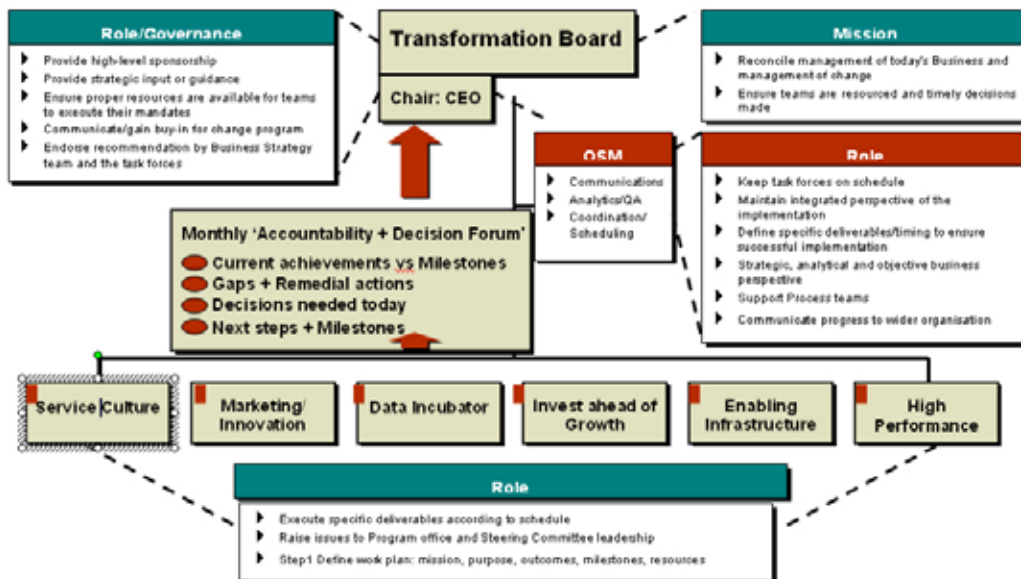 Role/Governance
Provide high-level sponsorship
Provide strategic input or guidance
Ensure proper resources are available for teams
to execute their mandates
Communicate/gain buy-in for change program
Endorse recommendation by Business Strategy
team and the task forces
Transformation Board
Chair: CEO
Mission
Reconcile management of today's Business and
management of change
Ensure teams are resourced and timely decisions
made
OSM
Communications
Analytics/QA
Coordination/
Scheduling
Role
Keep task forces on schedule
Maintain integrated perspective of the
implementation
Define specific deliverables/timing to ensure
successful implementation
Strategic, analytical and objective business
perspective
Support Process teams
Communicate progress to wider organisation
Monthly 'Accountability + Decision Forum'
Current achievements vs Milestones
Gaps + Remedial actions
Decisions needed today
Next steps + Milestones
Service Culture
Marketing/
Innovation
Data Incubator
Invest ahead of
Growth
Enabling
Infrastructure
High
Performance
Role
Execute specific deliverables according to schedule
Raise issues to Program office and Steering Committee leadership
Step1 Define work plan: mission, purpose, outcomes, milestones, resources